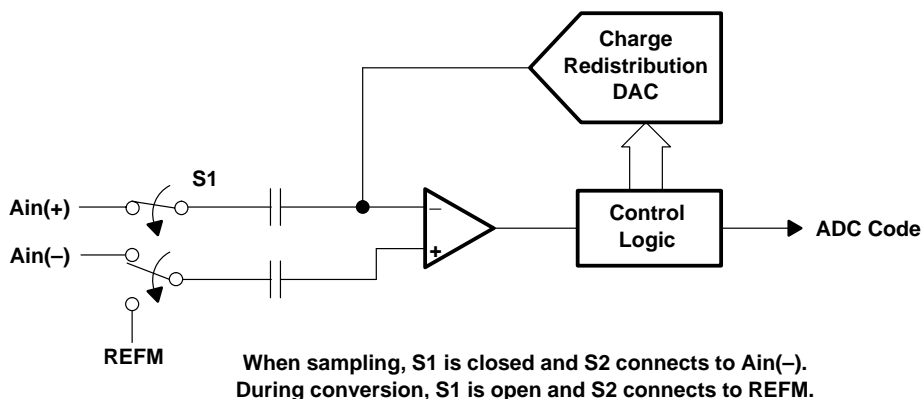 Charge
Redistribution
DAC
S1
Ain(+)
−
Control
Logic
ADC Code
Ain(−)
+
REFM
When sampling, S1 is closed and S2 connects to Ain(−).
During conversion, S1 is open and S2 connects to REFM.